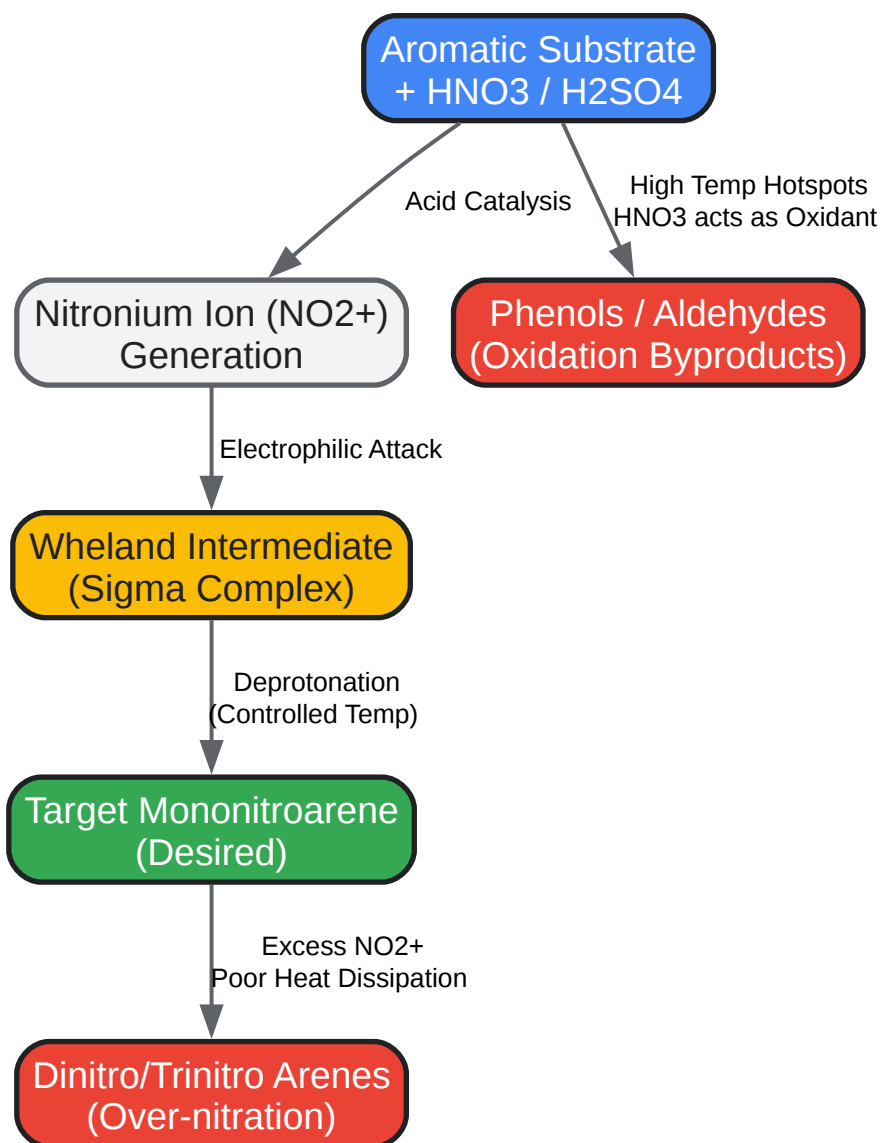 Aromatic Substrate
+ HNO3 / H2SO4
Acid Catalysis
High Temp Hotspots
HNO3 acts as Oxidant
Nitronium Ion (NO2+)
Generation
Phenols / Aldehydes
(Oxidation Byproducts)
Electrophilic Attack
Wheland Intermediate
(Sigma Complex)
Deprotonation
(Controlled Temp)
Target Mononitroarene
(Desired)
Excess NO2+
Poor Heat Dissipation
Dinitro/Trinitro Arenes
(Over-nitration)